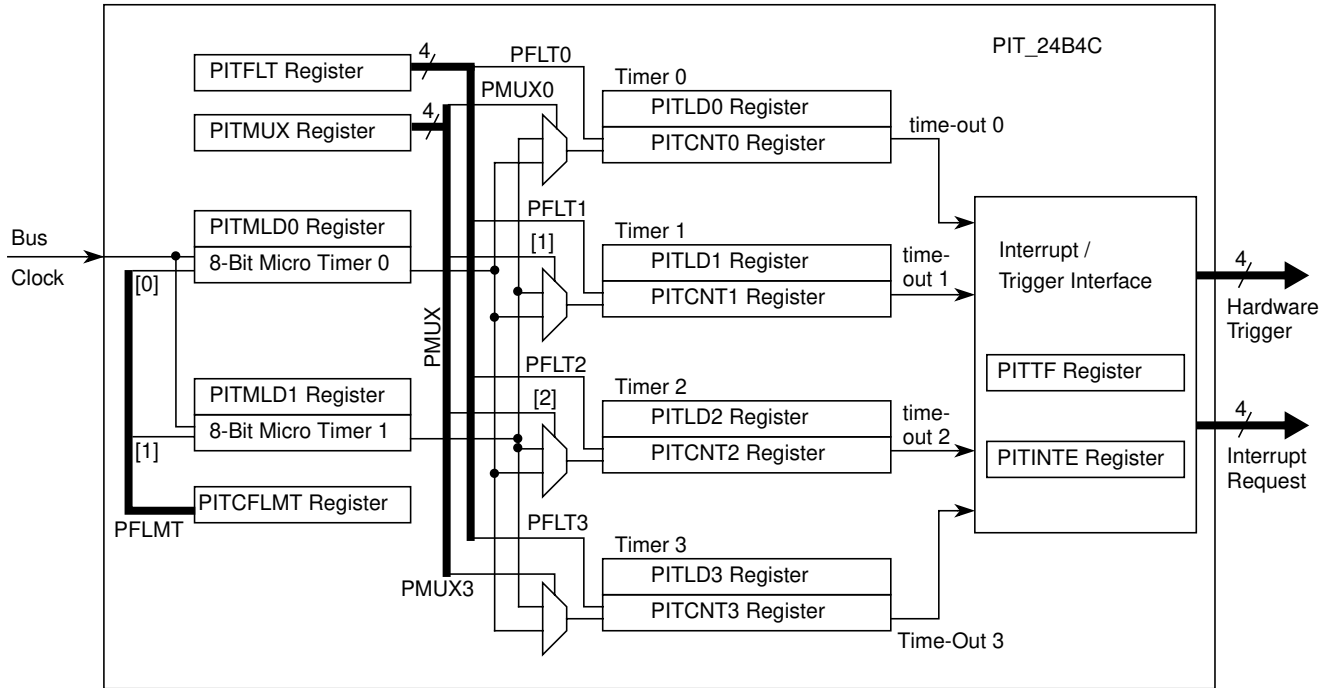 PIT_24B4C
4
PFLT0
PITFLT Register
Timer 0
PMUX0
PITLD0 Register
4
PITMUX Register
PITCNT0 Register
time-out 0
PITMLD0 Register
PFLT1
Timer 1
Bus
Clock
8-Bit Micro Timer 0
[0]
[1]
PITLD1 Register
PITCNT1 Register
time-
out 1
Interrupt /
Trigger Interface
4
Hardware
Trigger
PMUX
PFLT2
Timer 2
PITTF Register
PITMLD1 Register
[2]
PITLD2 Register
time-
out 2
4
8-Bit Micro Timer 1
[1]
PITCNT2 Register
PITINTE Register
Interrupt
Request
PITCFLMT Register
PFLMT
PFLT3
Timer 3
PITLD3 Register
PMUX3
PITCNT3 Register
Time-Out 3